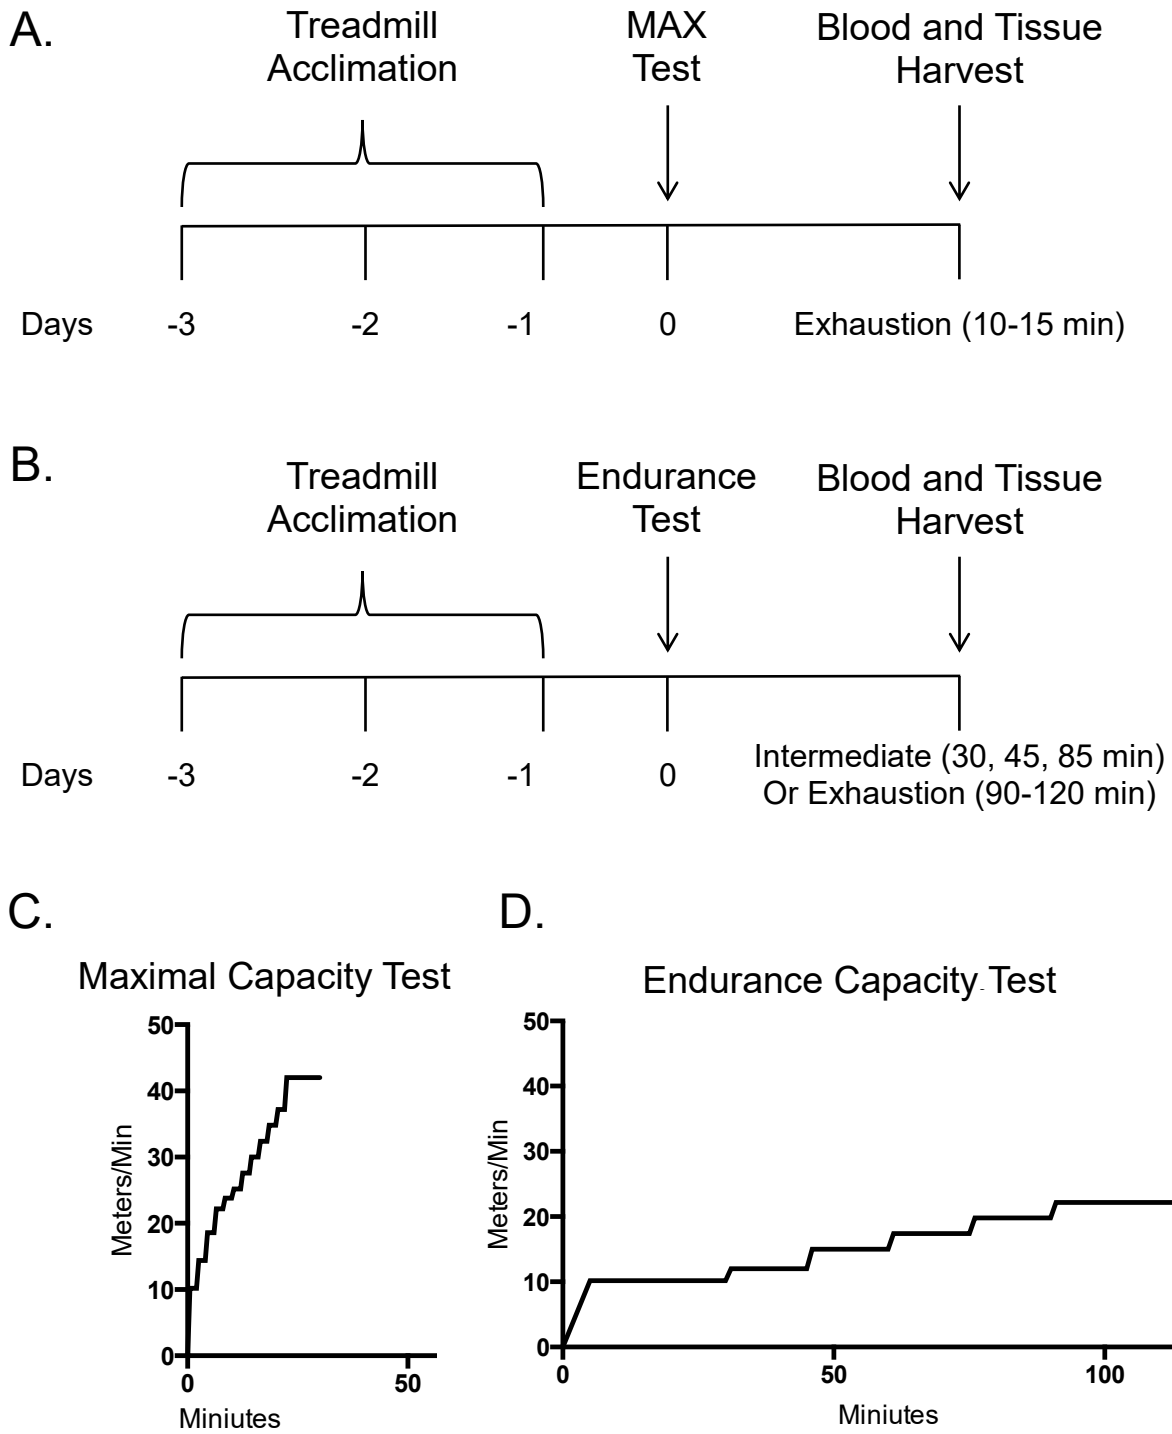 A.
Treadmill
Acclimation
MAX
Test
Blood and Tissue
Harvest
Days -3 -2 -1 0 Exhaustion (10-15 min)
B.
Treadmill
Acclimation
Endurance
Test
Blood and Tissue
Harvest
Days -3 -2 -1 0 Intermediate (30, 45, 85 min)
Or Exhaustion (90-120 min)
C.
Maximal Capacity Test
Meters/Min
50
40
30
20
10
0
0 50
Miniutes
D.
Endurance Capacity Test
Meters/Min
50
40
30
20
10
0
0 50 100
Miniutes